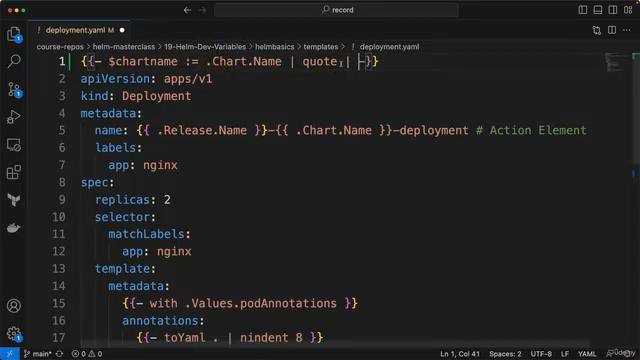 record
deployment.yaml
course-repos > helm-masterclass > 19-Helm-Dev-Variables > helmbasics > templates > deployment.yaml
1 {{- $chartname := .Chart.Name | quote | -}}
2 apiVersion: apps/v1
3 kind: Deployment
4 metadata:
5 name: {{ .Release.Name }}-{{ .Chart.Name }}-deployment # Action Element
6 labels:
7 app: nginx
8 spec:
9 replicas: 2
10 selector:
11 matchLabels:
12 app: nginx
13 template:
14 metadata:
15 {{- with .Values.podAnnotations }}
16 annotations:
17 {{- toYaml . | nindent 8 }}
main* 0 0 0 Ln 1, Col 41 Spaces: 2 UTF-8 LF YAML